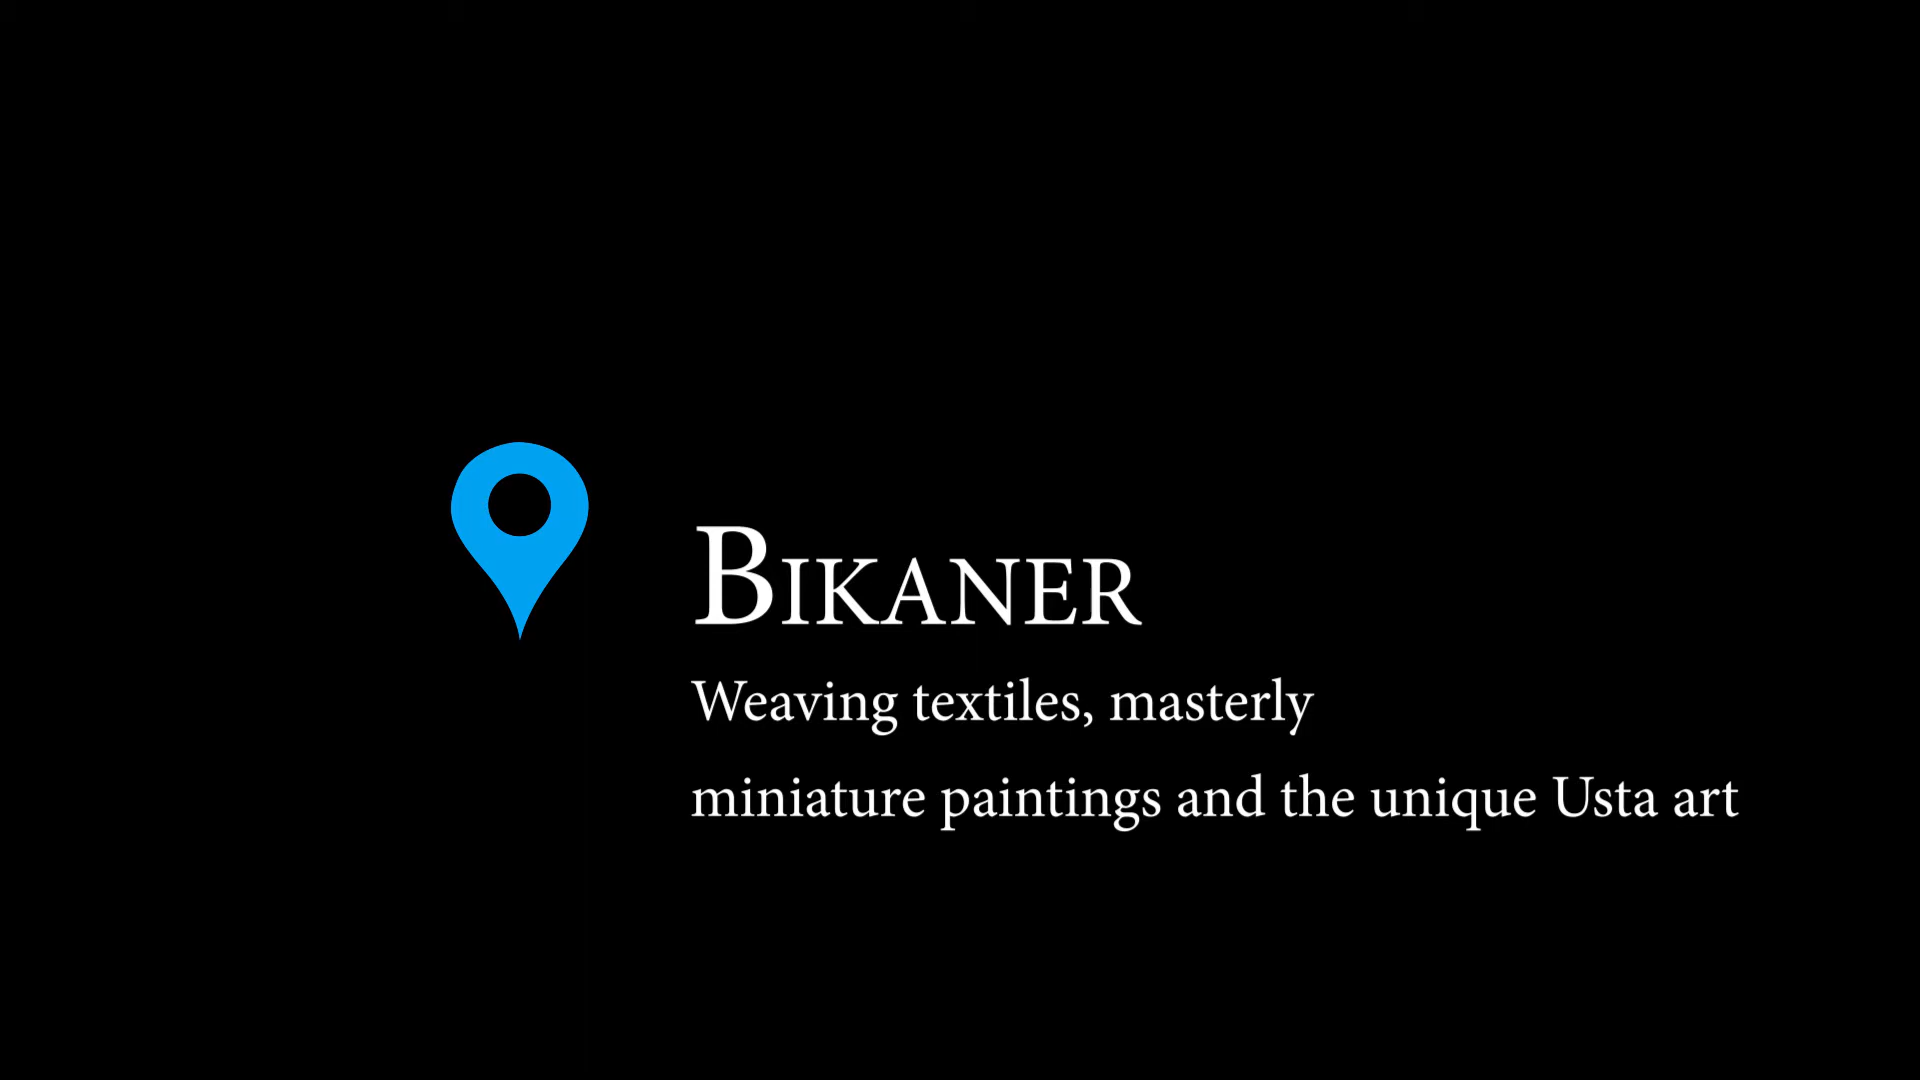 Bikaner
Weaving textiles, masterly
miniature paintings and the unique Usta art